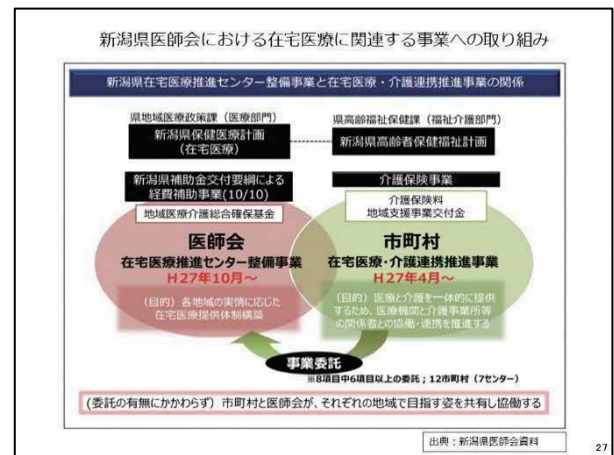 新潟県医師会における在宅医療に関連する事業への取り組み
新潟県在宅医療推進センター整備事業と在宅医療・介護連携推進事業の関係
県地域医療政策課（医療部門）
新潟県保健医療計画
（在宅医療）
県高齢福祉保健課（福祉介護部門）
新潟県高齢者保健福祉計画
新潟県補助金交付要綱による
経費補助事業(10/10)
地域医療介護総合確保基金
医師会
在宅医療推進センター整備事業
H27年10月～
（目的）各地域の実情に応じた
在宅医療提供体制構築
介護保険事業
介護保険料
地域支援事業交付金
市町村
在宅医療・介護連携推進事業
H27年4月～
（目的）医療と介護を一体的に提供
するため、医療機関と介護事業所等
の関係者との協働・連携を推進する
事業委託
※8項目中6項目以上の委託；12市町村（7センター）
(委託の有無にかかわらず）市町村と医師会が、それぞれの地域で目指す姿を共有し協働する
出典：新潟県医師会資料
27